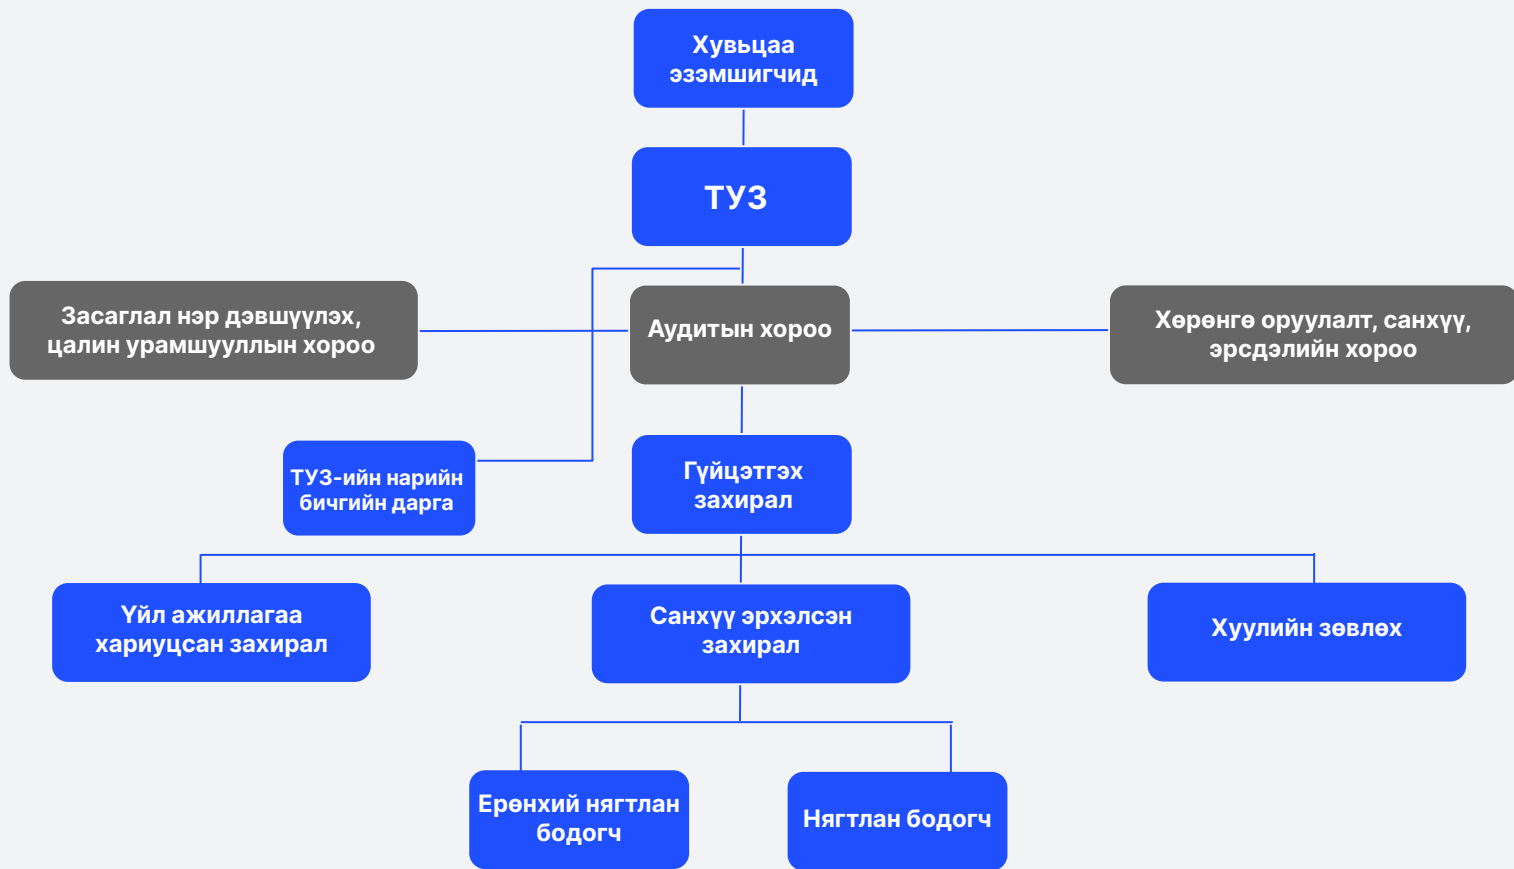 Хувьцаа
эзэмшигчид
ТУЗ
Засаглал нэр дэвшүүлэх,
цалин урамшууллын хороо
Аудитын хороо
Хөрөнгө оруулалт, санхүү,
эрсдэлийн хороо
ТУЗ-ийн нарийн
бичгийн дарга
Гүйцэтгэх
захирал
Үйл ажиллагаа
хариуцсан захирал
Санхүү эрхэлсэн
захирал
Хуулийн зөвлөх
Ерөнхий нягтлан
бодогч
Нягтлан бодогч